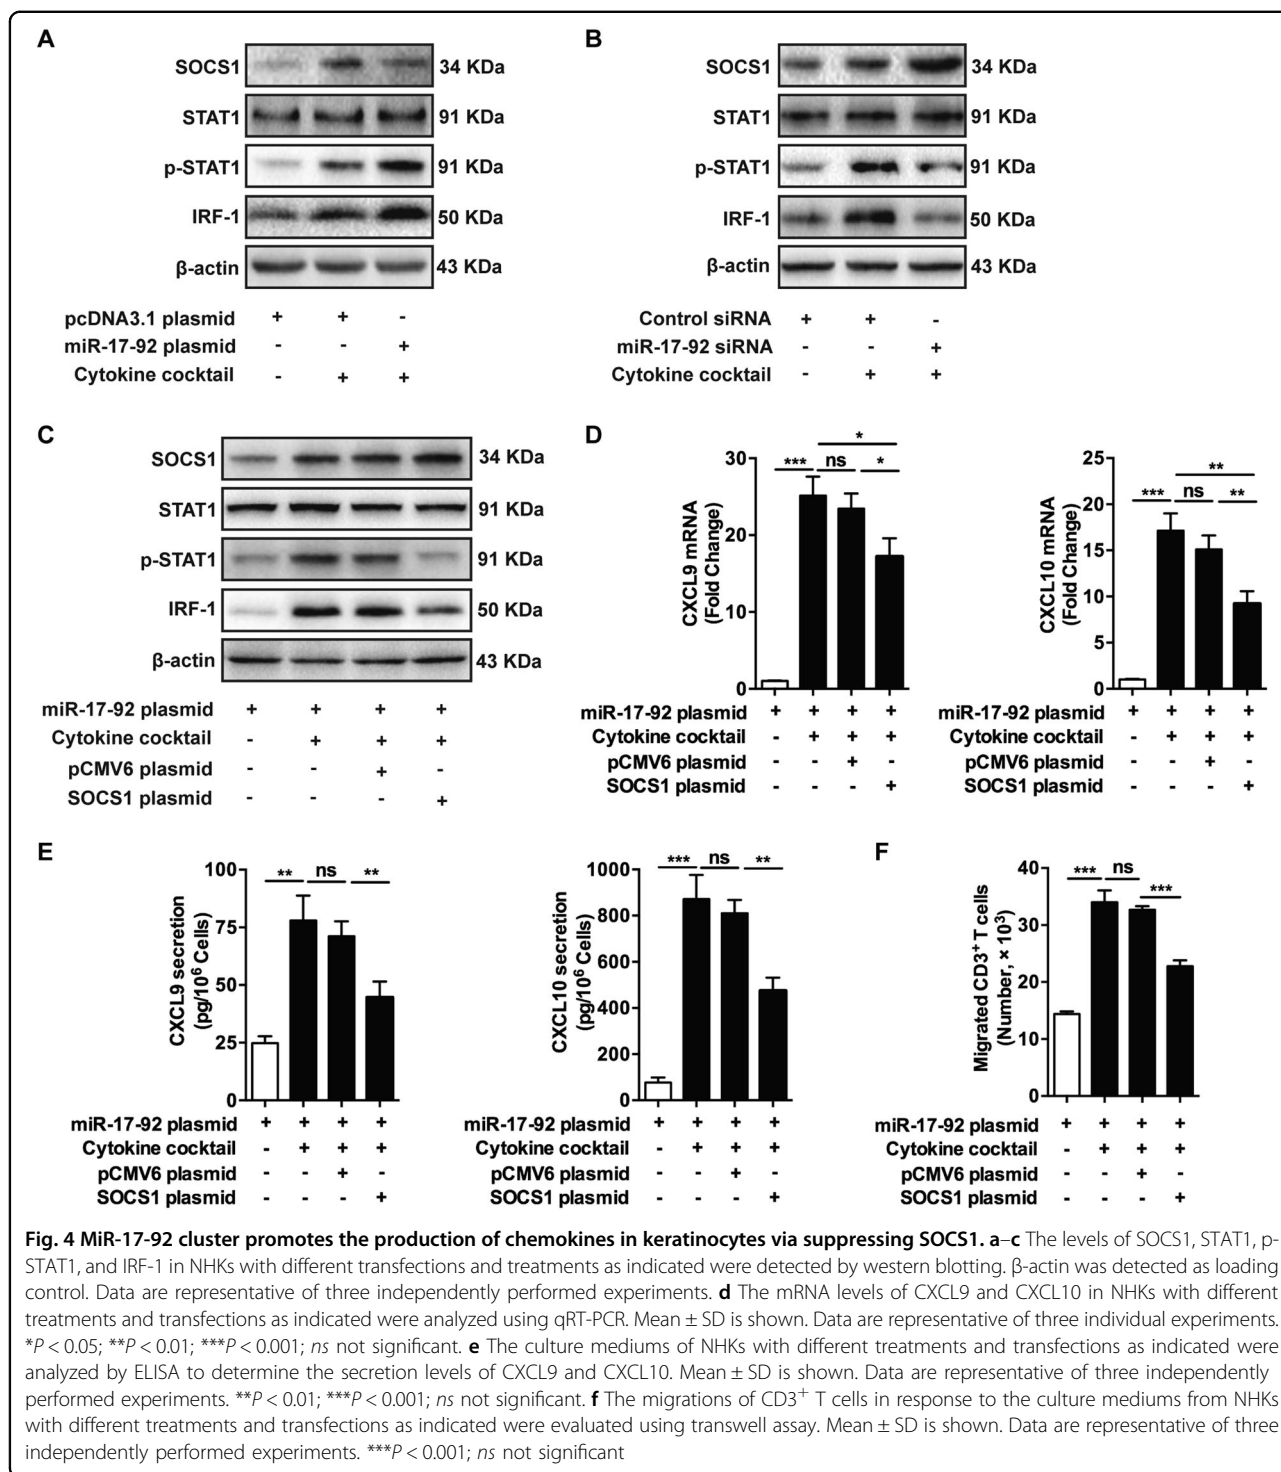 A
SOCS1 34 KDa
STAT1 91 KDa
p-STAT1 91 KDa
IRF-1 50 KDa
β-actin 43 KDa
pcDNA3.1 plasmid + + -
miR-17-92 plasmid - - +
Cytokine cocktail - + +
B
SOCS1 34 KDa
STAT1 91 KDa
p-STAT1 91 KDa
IRF-1 50 KDa
β-actin 43 KDa
Control siRNA + + -
miR-17-92 siRNA - - +
Cytokine cocktail - + +
C
SOCS1 34 KDa
STAT1 91 KDa
p-STAT1 91 KDa
IRF-1 50 KDa
β-actin 43 KDa
miR-17-92 plasmid + + + +
Cytokine cocktail - + + +
pCMV6 plasmid - - + -
SOCS1 plasmid - - - +
D
CXCL9 mRNA
(Fold Change)
30
20
10
0
*
*** ns *
miR-17-92 plasmid + + + +
Cytokine cocktail - + + +
pCMV6 plasmid - - + -
SOCS1 plasmid - - - +
CXCL10 mRNA
(Fold Change)
25
20
15
10
5
0
**
*** ns **
miR-17-92 plasmid + + + +
Cytokine cocktail - + + +
pCMV6 plasmid - - + -
SOCS1 plasmid - - - +
E
CXCL9 secretion
(pg/10⁶ Cells)
100
75
50
25
0
** ns **
miR-17-92 plasmid + + + +
Cytokine cocktail - + + +
pCMV6 plasmid - - + -
SOCS1 plasmid - - - +
CXCL10 secretion
(pg/10⁶ Cells)
1000
800
600
400
200
0
*** ns **
miR-17-92 plasmid + + + +
Cytokine cocktail - + + +
pCMV6 plasmid - - + -
SOCS1 plasmid - - - +
F
Migrated CD3⁺ T cells
(Number, × 10³)
40
30
20
10
0
*** ns ***
miR-17-92 plasmid + + + +
Cytokine cocktail - + + +
pCMV6 plasmid - - + -
SOCS1 plasmid - - - +
Fig. 4 MiR-17-92 cluster promotes the production of chemokines in keratinocytes via suppressing SOCS1. a–c The levels of SOCS1, STAT1, p-
STAT1, and IRF-1 in NHKs with different transfections and treatments as indicated were detected by western blotting. β-actin was detected as loading
control. Data are representative of three independently performed experiments. d The mRNA levels of CXCL9 and CXCL10 in NHKs with different
treatments and transfections as indicated were analyzed using qRT-PCR. Mean ± SD is shown. Data are representative of three individual experiments.
*P < 0.05; **P < 0.01; ***P < 0.001; ns not significant. e The culture mediums of NHKs with different treatments and transfections as indicated were
analyzed by ELISA to determine the secretion levels of CXCL9 and CXCL10. Mean ± SD is shown. Data are representative of three independently
performed experiments. **P < 0.01; ***P < 0.001; ns not significant. f The migrations of CD3⁺ T cells in response to the culture mediums from NHKs
with different treatments and transfections as indicated were evaluated using transwell assay. Mean ± SD is shown. Data are representative of three
independently performed experiments. ***P < 0.001; ns not significant